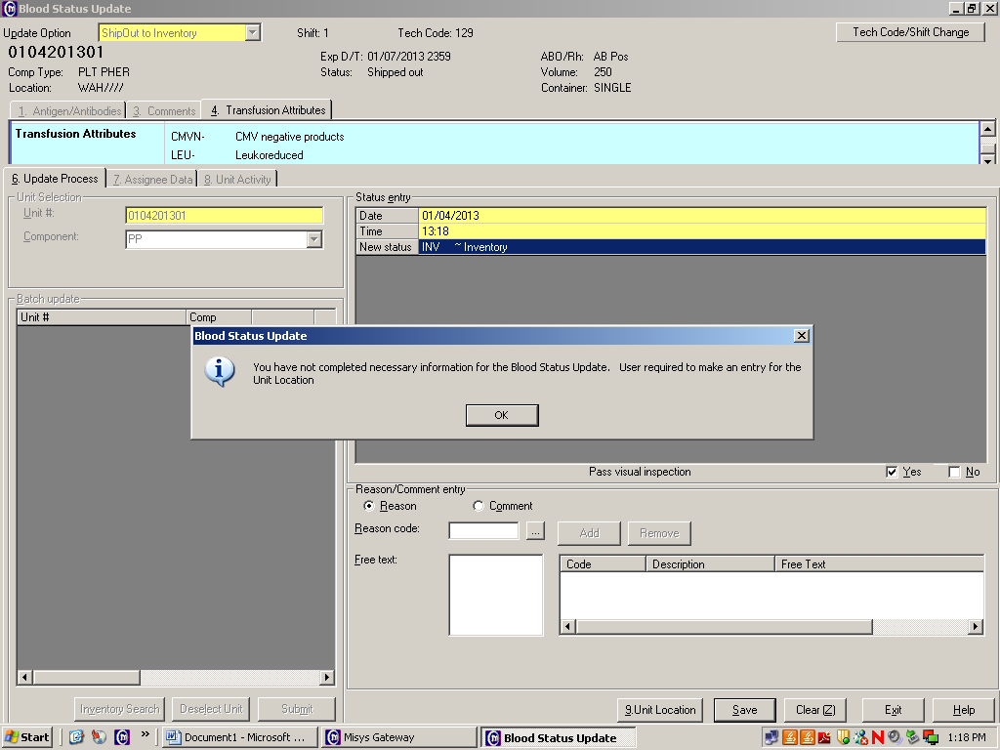 Blood Status Update
Update Option ShipOut to Inventory Shift: 1 Tech Code: 129 Tech Code/Shift Change
0104201301
Exp D/T: 01/07/2013 2359 ABO/Rh: AB Pos
Comp Type: PLT PHER Status: Shipped out Volume: 250
Location: WAH//// Container: SINGLE
1. Antigen/Antibodies 3. Comments 4. Transfusion Attributes
Transfusion Attributes CMVN- CMV negative products
LEU- Leukoreduced
6. Update Process 7. Assignee Data 8. Unit Activity
Unit Selection
Unit #: 0104201301
Component: PP
Status entry
Date 01/04/2013
Time 13:18
New status INV ~ Inventory
Batch update
Unit # Comp
Blood Status Update
You have not completed necessary information for the Blood Status Update. User required to make an entry for the
Unit Location
OK
Pass visual inspection Yes No
Reason/Comment entry
Reason Comment
Reason code: ... Add Remove
Free text: Code Description Free Text
Inventory Search Deselect Unit Submit
9.Unit Location Save Clear (Z) Exit Help
Start » Document1 - Microsoft ... Misys Gateway Blood Status Update 1:18 PM